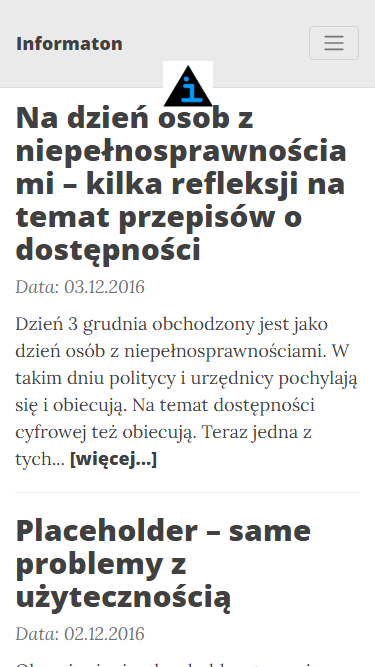 Informaton
Na dzień osób z
niepełnosprawnościa
mi – kilka refleksji na
temat przepisów o
dostępności
Data: 03.12.2016
Dzień 3 grudnia obchodzony jest jako
dzień osób z niepełnosprawnościami. W
takim dniu politycy i urzędnicy pochylają
się i obiecują. Na temat dostępności
cyfrowej też obiecują. Teraz jedna z
tych... [więcej...]
Placeholder – same
problemy z
użytecznością
Data: 02.12.2016